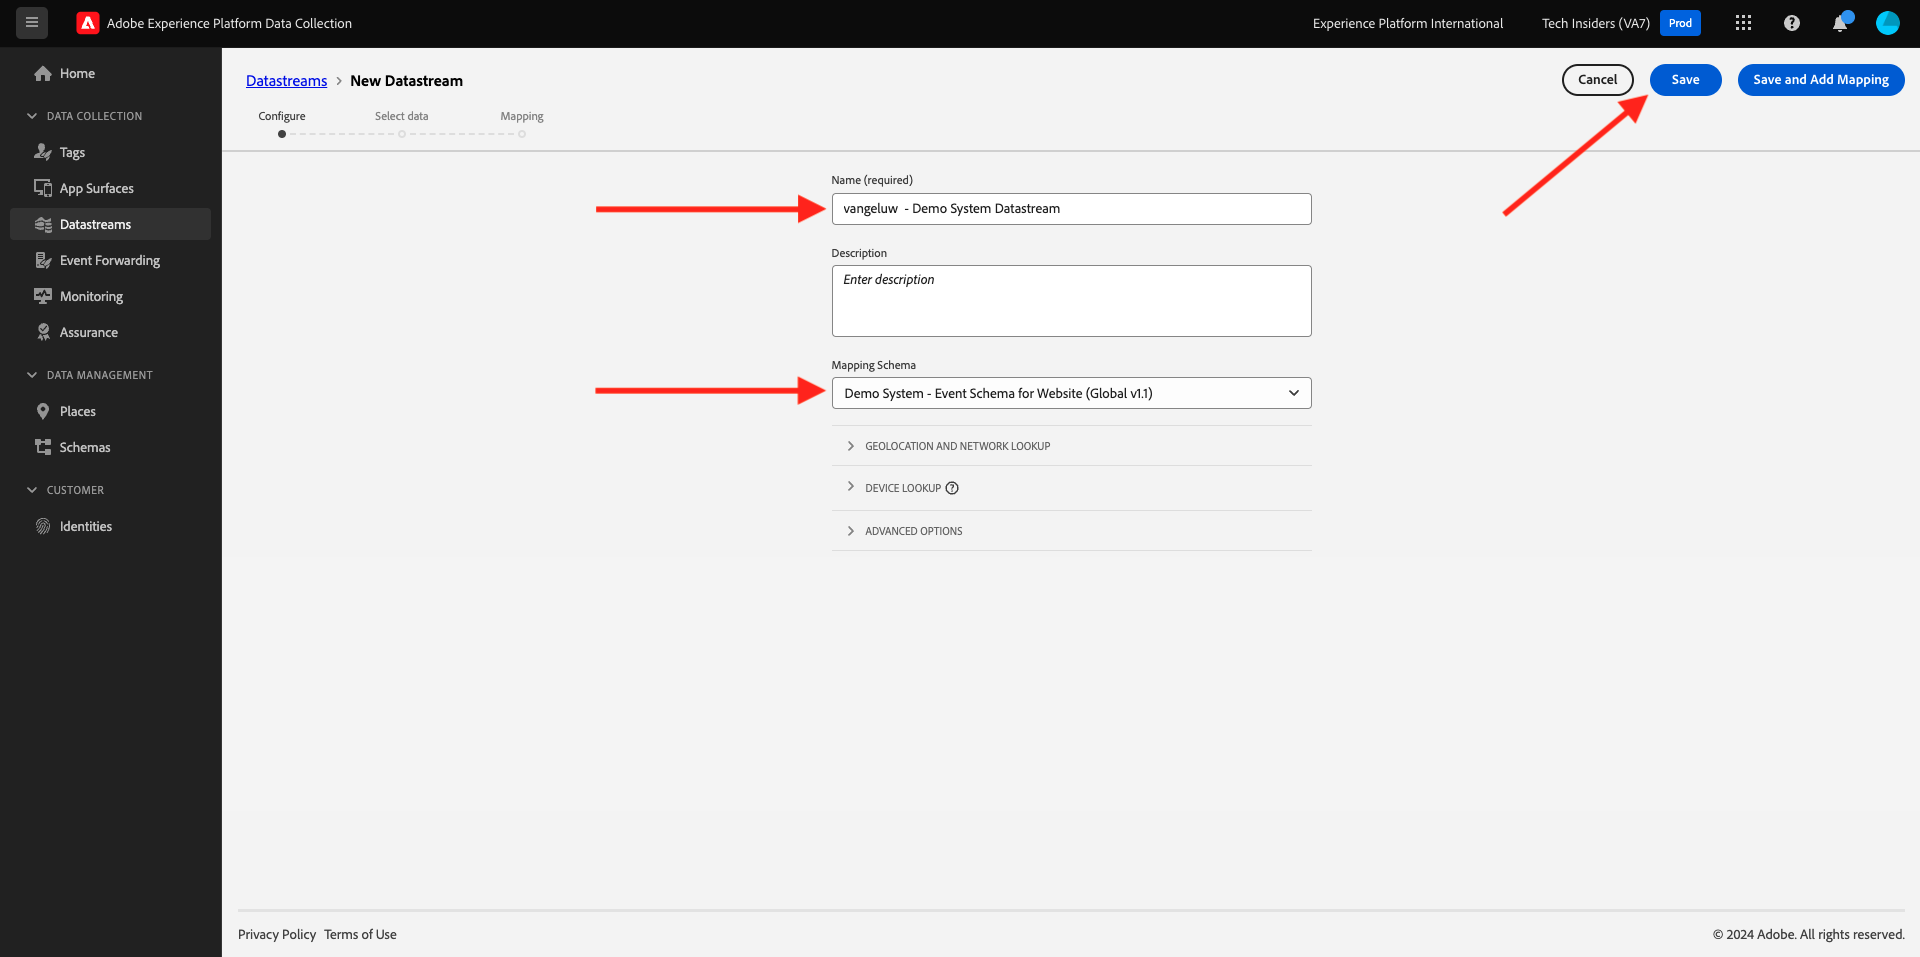 Adobe Experience Platform Data Collection
Experience Platform International
Tech Insiders (VA7)
Prod
Home
DATA COLLECTION
Tags
App Surfaces
Datastreams
Event Forwarding
Monitoring
Assurance
DATA MANAGEMENT
Places
Schemas
CUSTOMER
Identities
Datastreams > New Datastream
Cancel
Save
Save and Add Mapping
Configure
Select data
Mapping
Name (required)
vangeluw  - Demo System Datastream
Description
Enter description
Mapping Schema
Demo System - Event Schema for Website (Global v1.1)
GEOLOCATION AND NETWORK LOOKUP
DEVICE LOOKUP
ADVANCED OPTIONS
Privacy Policy
Terms of Use
© 2024 Adobe. All rights reserved.